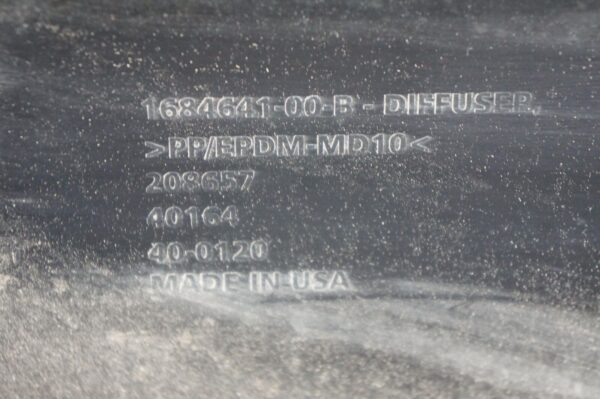 1684641-00-B - DIFFUSER,
>PP/EPDM-MD10<
208657
40164
40-0120
MADE IN USA